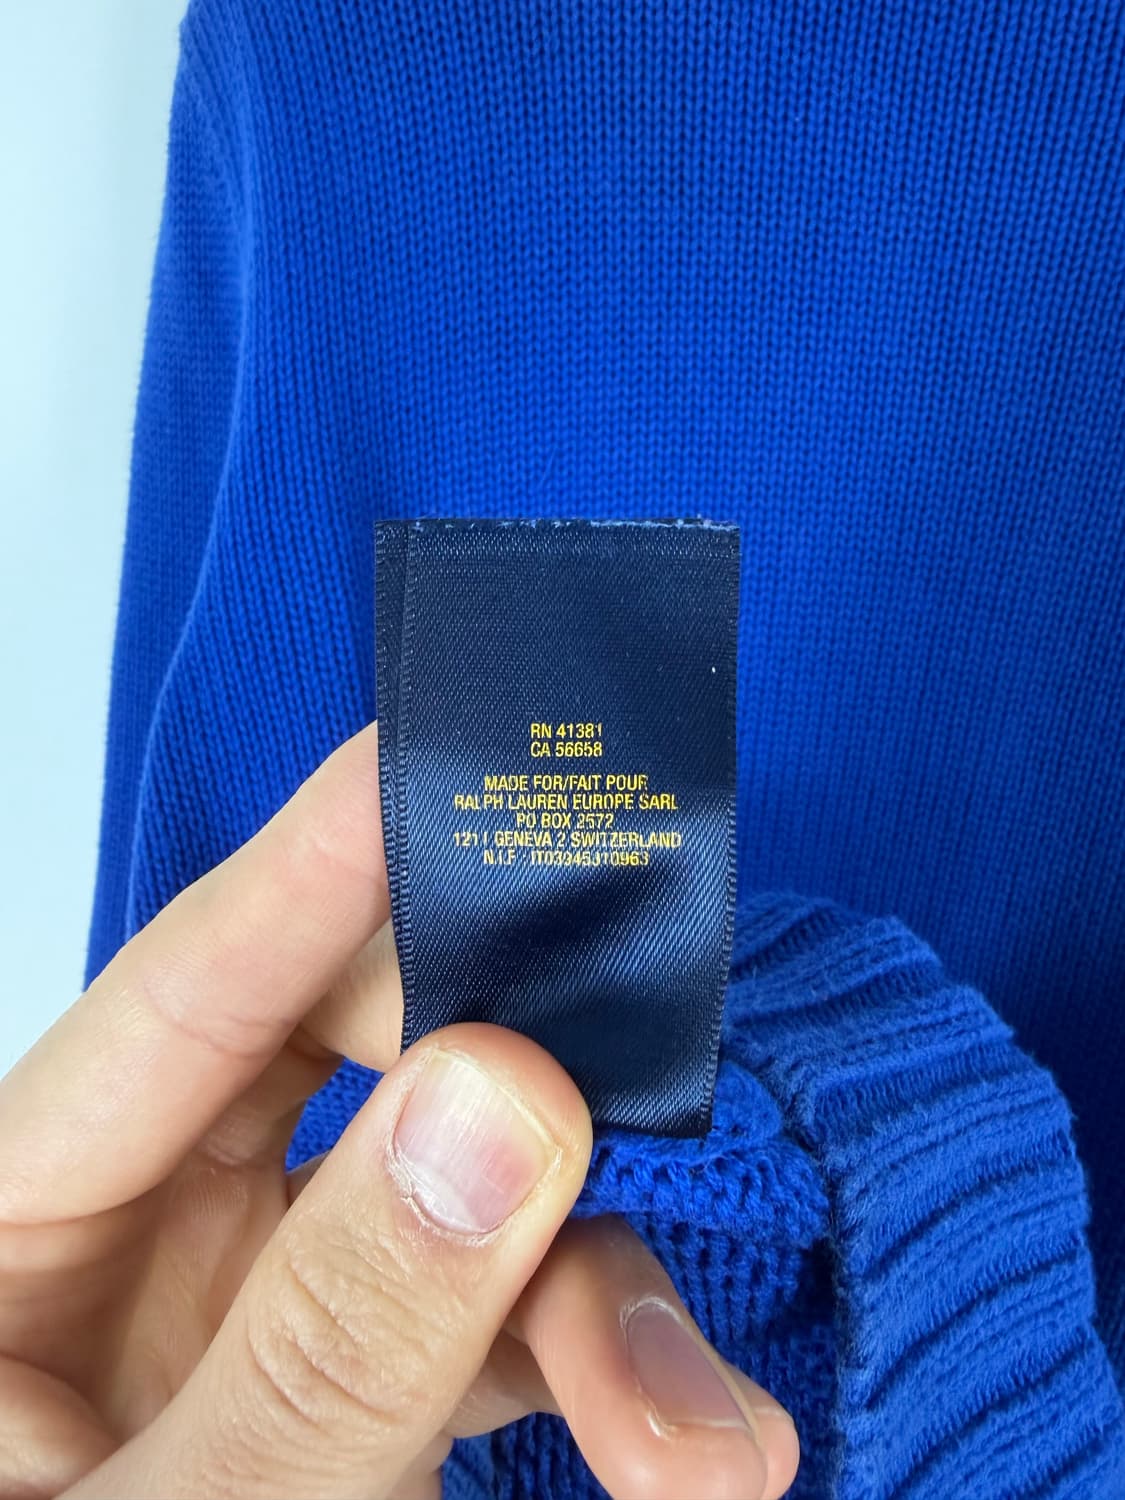 RN 41381
CA 56658
MADE FOR/FAIT POUR
RALPH LAUREN EUROPE SARL
PO BOX 2572
1211 GENEVA 2 SWITZERLAND
N.I.F IT03945310963